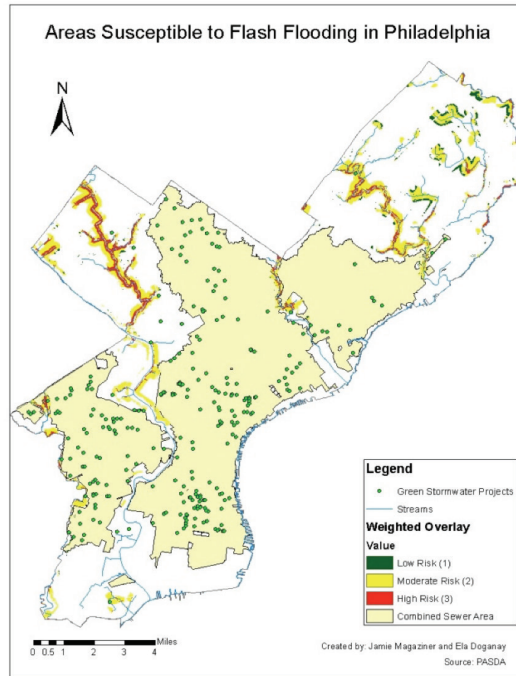 Areas Susceptible to Flash Flooding in Philadelphia
N
Legend
Green Stormwater Projects
Streams
Weighted Overlay
Value
Low Risk (1)
Moderate Risk (2)
High Risk (3)
Combined Sewer Area
Miles
0 0.5 1 2 3 4
Created by: Jamie Magaziner and Ela Doganay
Source: PASDA